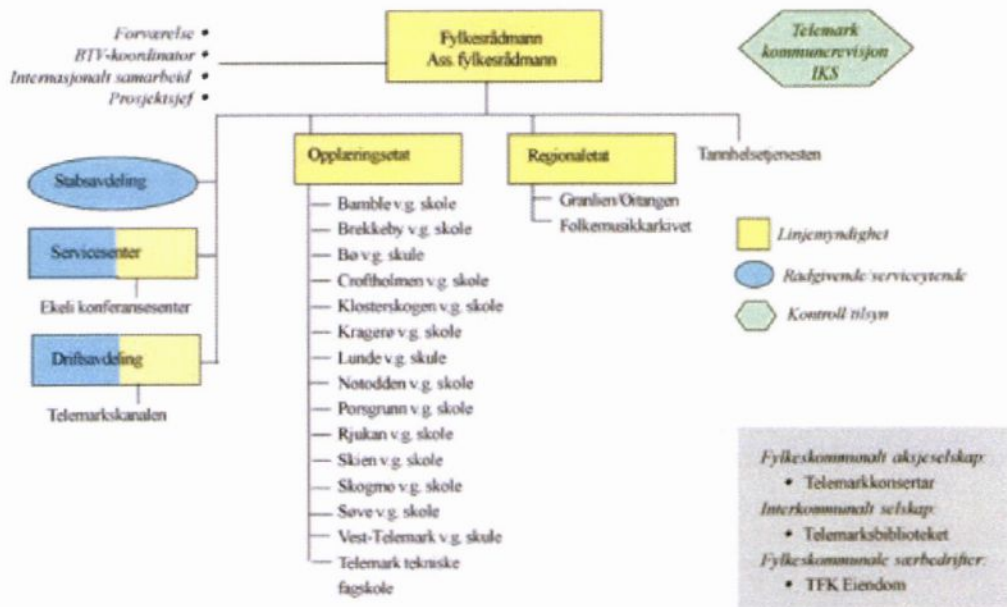 Forværelse •
BTV-koordinator •
Internasjonalt samarbeid •
Prosjektsjef •
Fylkesrådmann
Ass. fylkesrådmann
Telemark
kommunerevisjon
IKS
Opplæringsetat
Regionaletat
Tannhelsetjenesten
Stabsavdeling
Servicesenter
Ekeli konferansesenter
Driftsavdeling
Telemarkskanalen
Bamble v.g. skole
Brekkeby v.g. skole
Bø v.g. skule
Croftholmen v.g. skole
Klosterskogen v.g. skole
Kragerø v.g. skole
Lunde v.g. skule
Notodden v.g. skole
Porsgrunn v.g. skole
Rjukan v.g. skole
Skien v.g. skole
Skogmo v.g. skole
Søve v.g. skole
Vest-Telemark v.g. skule
Telemark tekniske
fagskole
Granlien/Oitangen
Folkemusikkarkivet
Linjemyndighet
Rådgivende/serviceytende
Kontroll tilsyn
Fylkeskommunalt aksjeselskap:
• Telemarkkonsertar
Interkommunalt selskap:
• Telemarksbiblioteket
Fylkeskommunale særbedrifter:
• TFK Eiendom